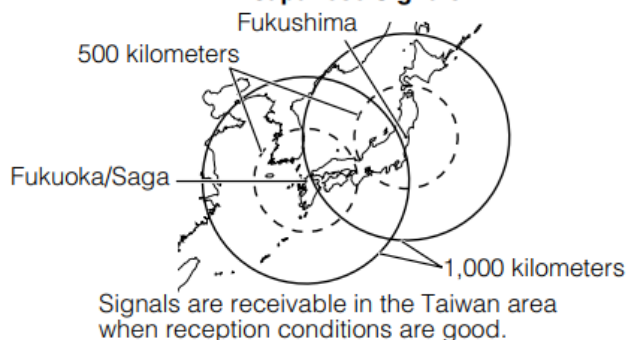 Fukushima
500 kilometers
Fukuoka/Saga
1,000 kilometers
Signals are receivable in the Taiwan area
when reception conditions are good.